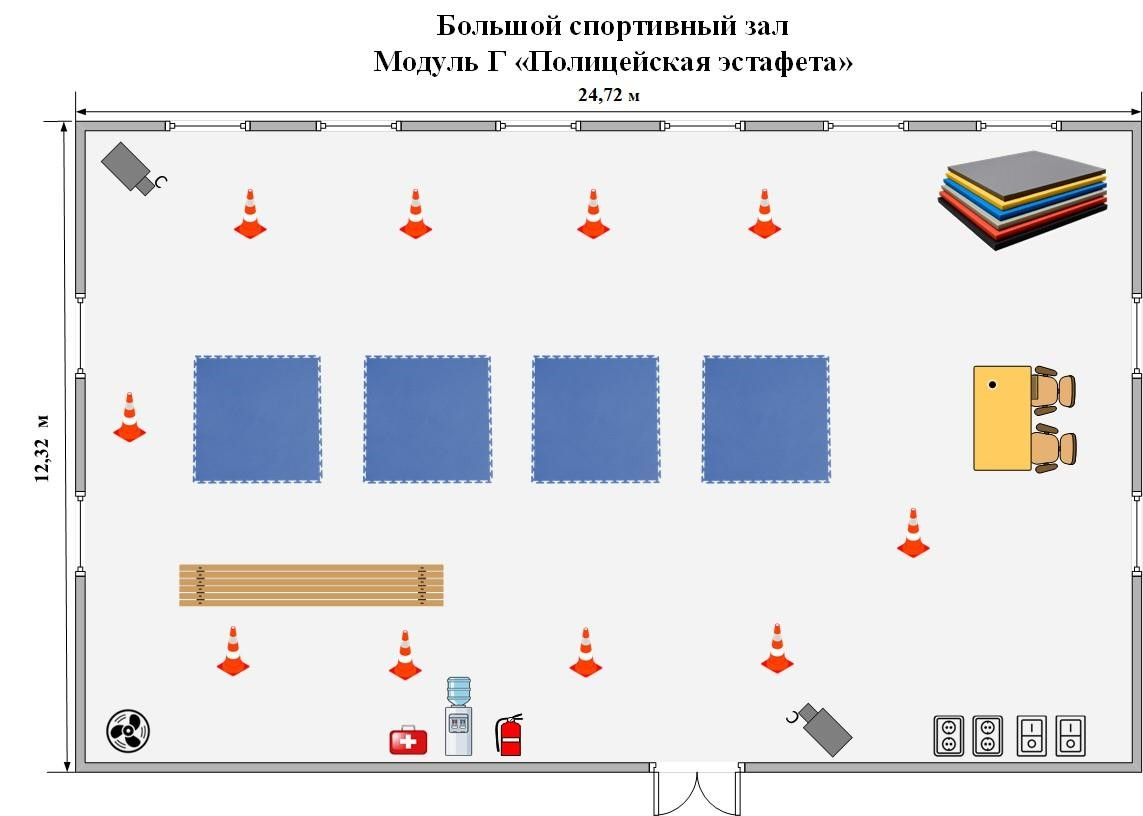 Большой спортивный зал
Модуль Г «Полицейская эстафета»
24,72 м
12,32 м